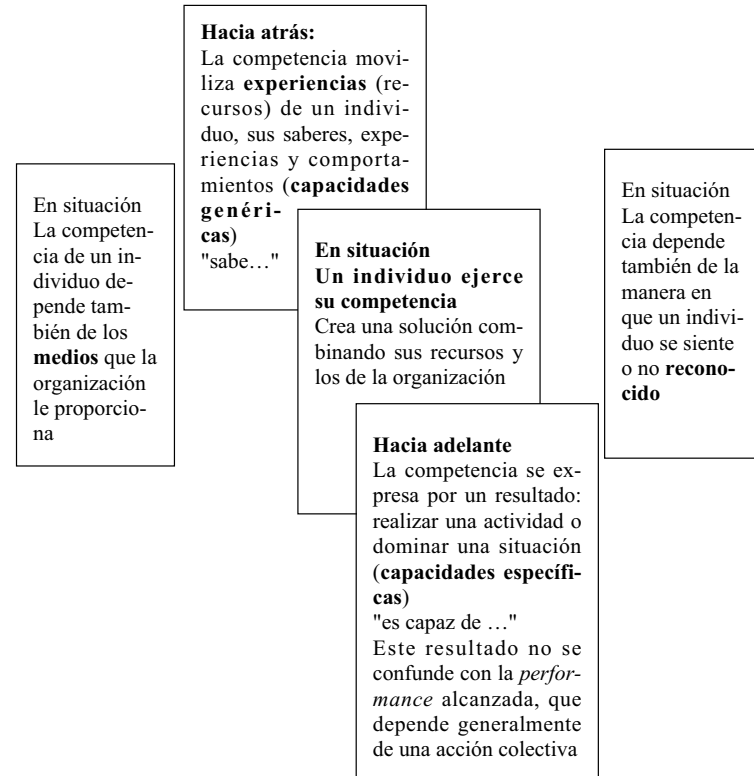 Hacia atrás:
La competencia movi-
liza experiencias (re-
cursos) de un indivi-
duo, sus saberes, expe-
riencias y comporta-
mientos (capacidades
genéri-
cas)
"sabe…"
En situación
La competen-
cia de un in-
dividuo de-
pende tam-
bién de los
medios que la
organización
le proporcio-
na
En situación
Un individuo ejerce
su competencia
Crea una solución com-
binando sus recursos y
los de la organización
En situación
La competen-
cia depende
también de la
manera en
que un indivi-
duo se siente
o no recono-
cido
Hacia adelante
La competencia se ex-
presa por un resultado:
realizar una actividad o
dominar una situación
(capacidades específi-
cas)
"es capaz de …"
Este resultado no se
confunde con la perfor-
mance alcanzada, que
depende generalmente
de una acción colectiva